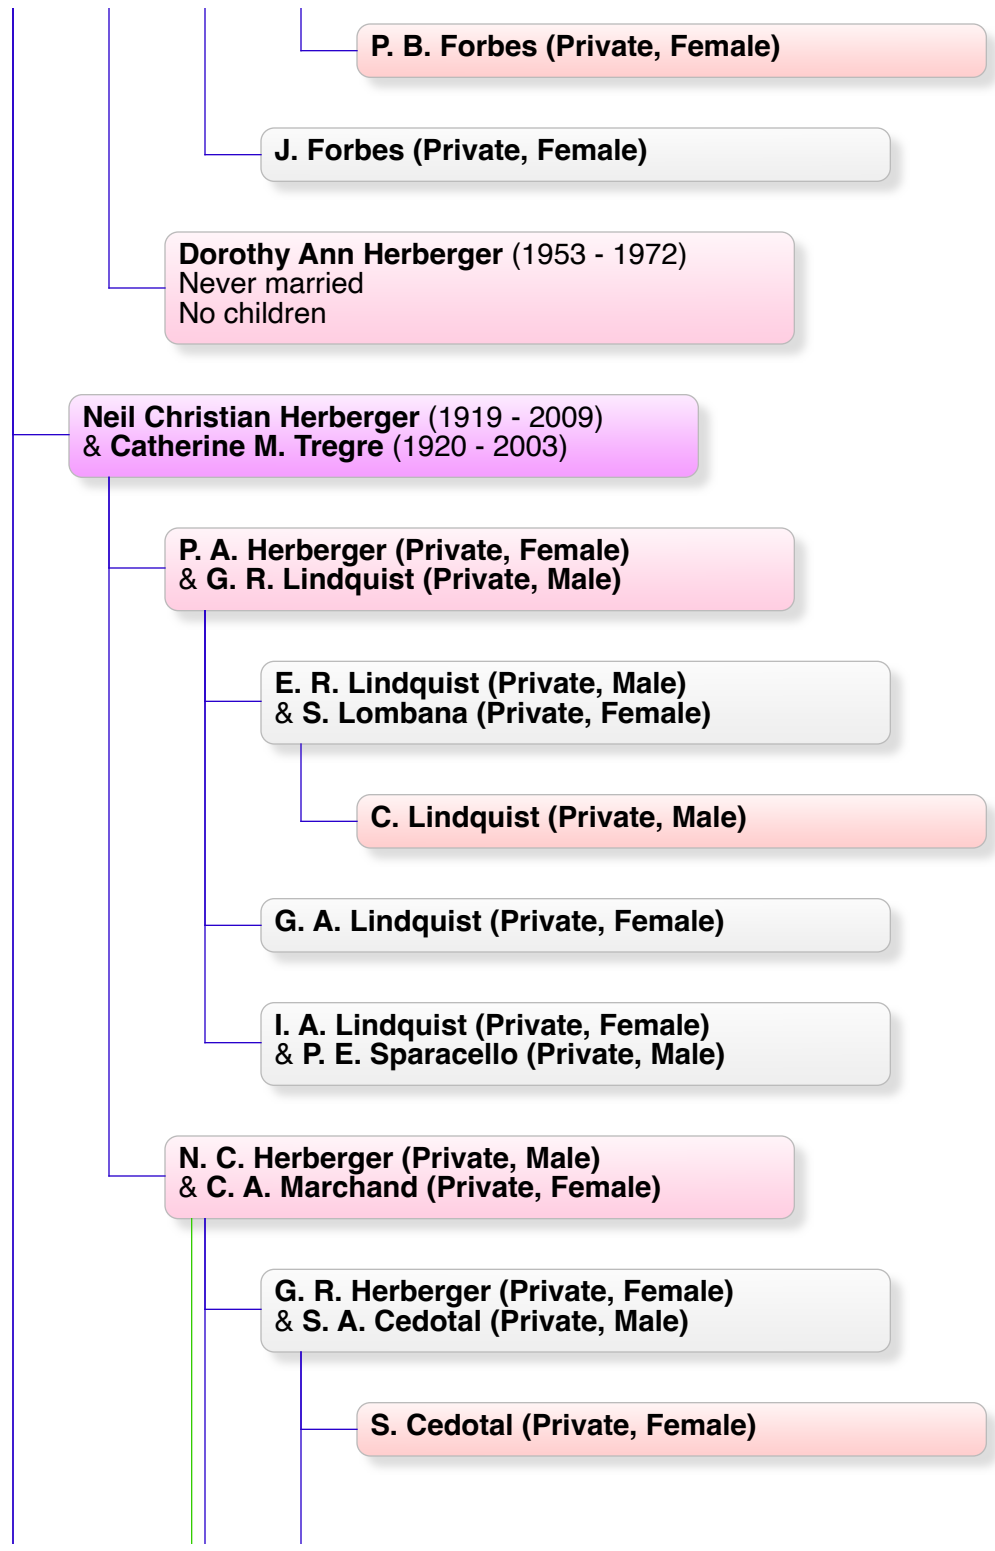 P. B. Forbes (Private, Female)
J. Forbes (Private, Female)
Dorothy Ann Herberger (1953 - 1972)
Never married
No children
Neil Christian Herberger (1919 - 2009)
& Catherine M. Tregre (1920 - 2003)
P. A. Herberger (Private, Female)
& G. R. Lindquist (Private, Male)
E. R. Lindquist (Private, Male)
& S. Lombana (Private, Female)
C. Lindquist (Private, Male)
G. A. Lindquist (Private, Female)
I. A. Lindquist (Private, Female)
& P. E. Sparacello (Private, Male)
N. C. Herberger (Private, Male)
& C. A. Marchand (Private, Female)
G. R. Herberger (Private, Female)
& S. A. Cedotal (Private, Male)
S. Cedotal (Private, Female)